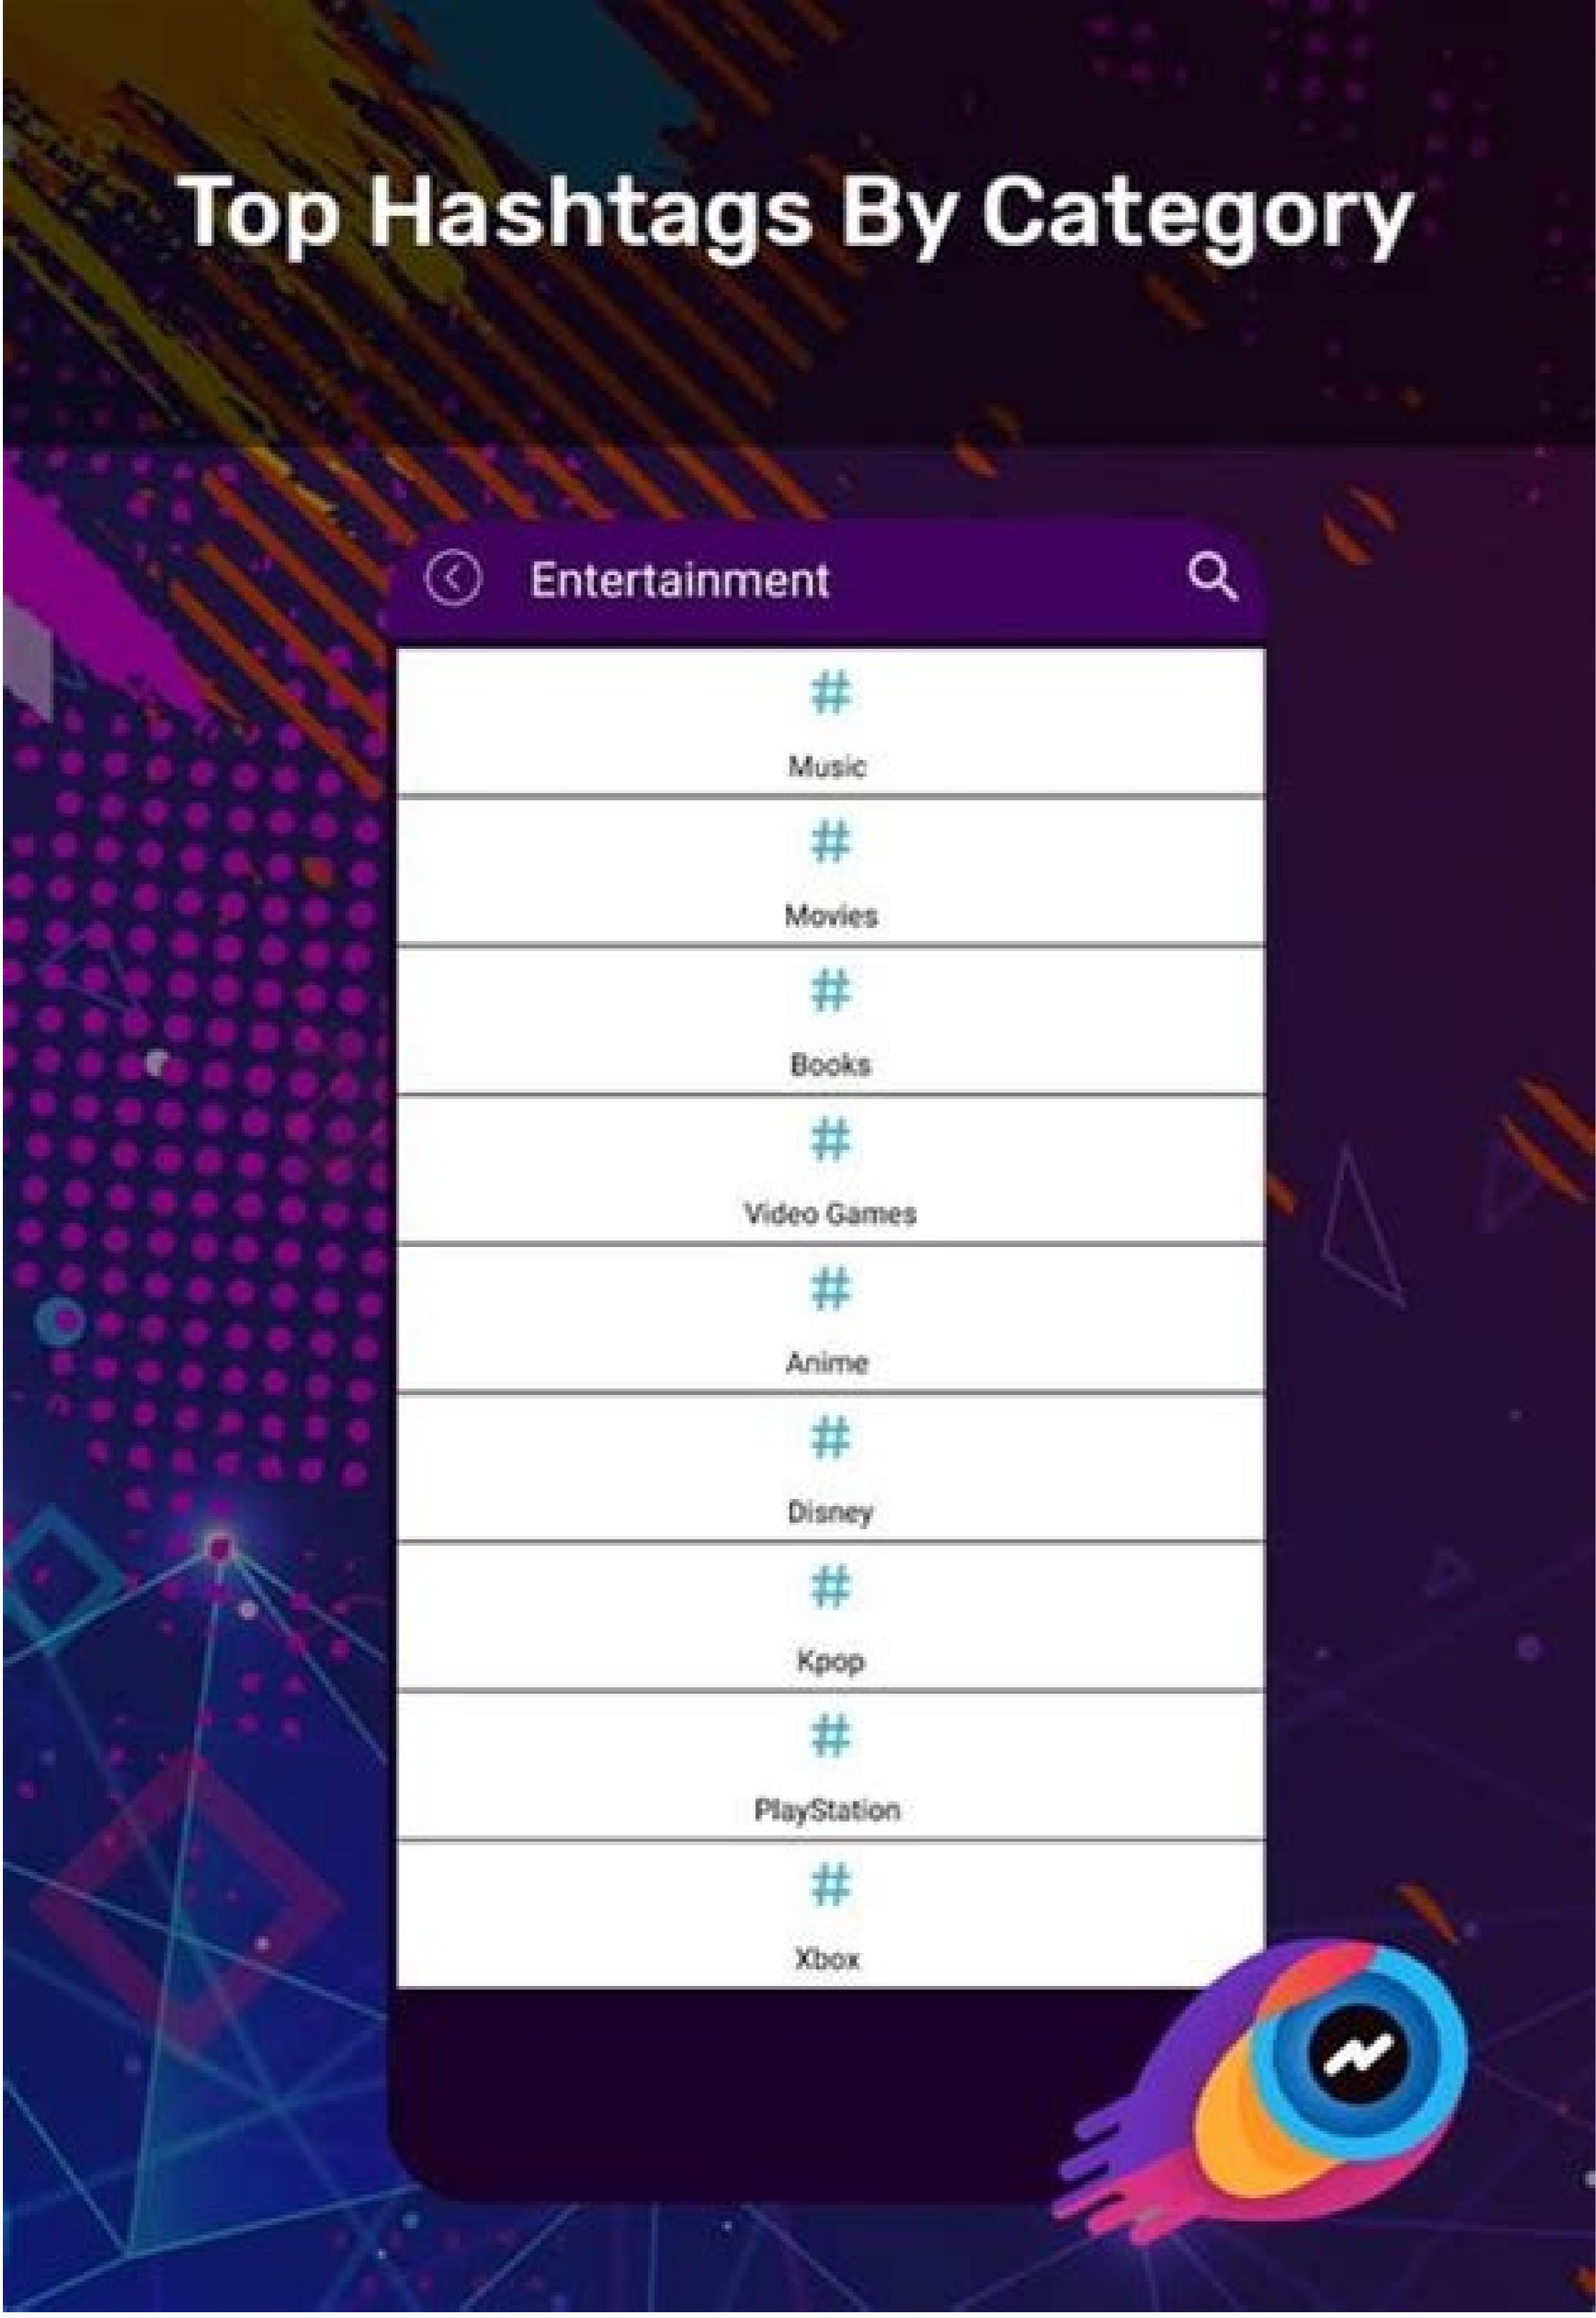 Top Hashtags By Category
Entertainment
#
Music
#
Movies
#
Books
#
Video Games
#
Anime
#
Disney
#
Kpop
#
PlayStation
#
Xbox